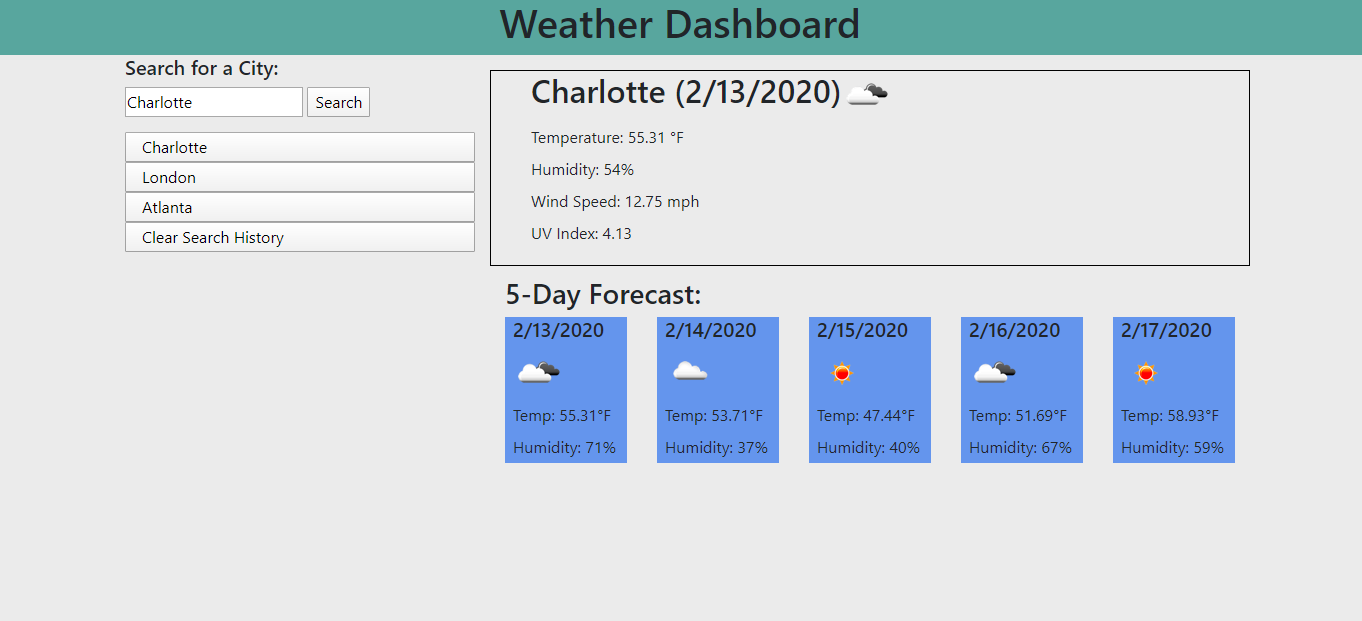 Weather Dashboard
Search for a City:
Charlotte
Search
Charlotte
London
Atlanta
Clear Search History
Charlotte (2/13/2020)
Temperature: 55.31 °F
Humidity: 54%
Wind Speed: 12.75 mph
UV Index: 4.13
5-Day Forecast:
2/13/2020
Temp: 55.31°F
Humidity: 71%
2/14/2020
Temp: 53.71°F
Humidity: 37%
2/15/2020
Temp: 47.44°F
Humidity: 40%
2/16/2020
Temp: 51.69°F
Humidity: 67%
2/17/2020
Temp: 58.93°F
Humidity: 59%